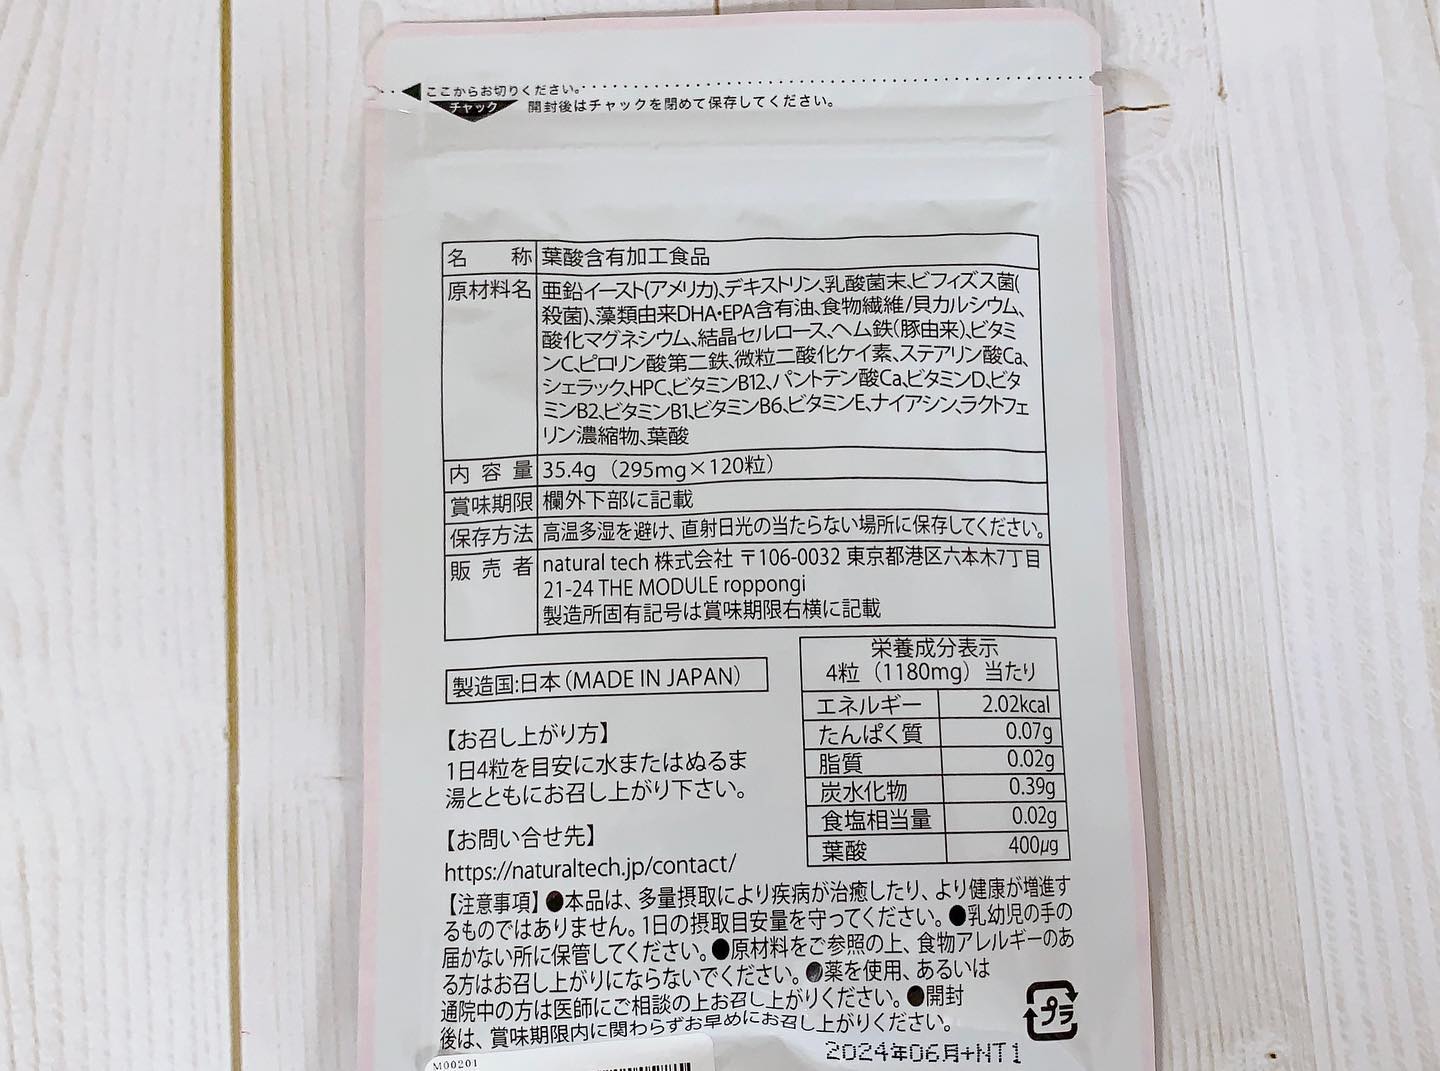 ここからお切りください。
チャック 開封後はチャックを閉めて保存してください。
名称 葉酸含有加工食品
原材料名 亜鉛イースト(アメリカ)、デキストリン、乳酸菌末、ビフィズス菌(
殺菌)、藻類由来DHA・EPA含有油、食物繊維/貝カルシウム、
酸化マグネシウム、結晶セルロース、ヘム鉄(豚由来)、ビタミ
ンC、ピロリン酸第二鉄、微粒二酸化ケイ素、ステアリン酸Ca、
シェラック、HPC、ビタミンB12、パントテン酸Ca、ビタミンD、ビタ
ミンB2、ビタミンB1、ビタミンB6、ビタミンE、ナイアシン、ラクトフェ
リン濃縮物、葉酸
内容量 35.4g（295mg×120粒）
賞味期限 欄外下部に記載
保存方法 高温多湿を避け、直射日光の当たらない場所に保存してください。
販売者 natural tech 株式会社 〒106-0032 東京都港区六本木7丁目
21-24 THE MODULE roppongi
製造所固有記号は賞味期限右横に記載
製造国:日本（MADE IN JAPAN）
【お召し上がり方】
1日4粒を目安に水またはぬるま
湯とともにお召し上がり下さい。
【お問い合せ先】
https://naturaltech.jp/contact/
栄養成分表示
4粒（1180mg）当たり
エネルギー 2.02kcal
たんぱく質 0.07g
脂質 0.02g
炭水化物 0.39g
食塩相当量 0.02g
葉酸 400μg
【注意事項】●本品は、多量摂取により疾病が治癒したり、より健康が増進す
るものではありません。1日の摂取目安量を守ってください。●乳幼児の手の
届かない所に保管してください。●原材料をご参照の上、食物アレルギーのあ
る方はお召し上がりにならないでください。●薬を使用、あるいは
通院中の方は医師にご相談の上お召し上がりください。●開封
後は、賞味期限内に関わらずお早めにお召し上がりください。
プラ
2024年06月+NT1
M00201